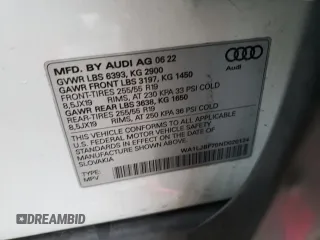 MFD. BY AUDI AG 06 22
GVWR LBS 6393, KG 2900
GAWR FRONT LBS 3197, KG 1450
FRONT-TIRES 255/55 R19
8,5JX19 RIMS, AT 230 KPA 33 PSI COLD
GAWR REAR LBS 3638, KG 1650
REAR-TIRES 255/55 R19
8,5JX19 RIMS, AT 250 KPA 36 PSI COLD
THIS VEHICLE CONFORMS TO ALL APPLICABLE
U.S. FEDERAL MOTOR VEHICLE SAFETY
STANDARDS IN EFFECT ON THE DATE OF
MANUFACTURE SHOWN ABOVE.
SLOVAKIA
TYPE: MPV
Audi